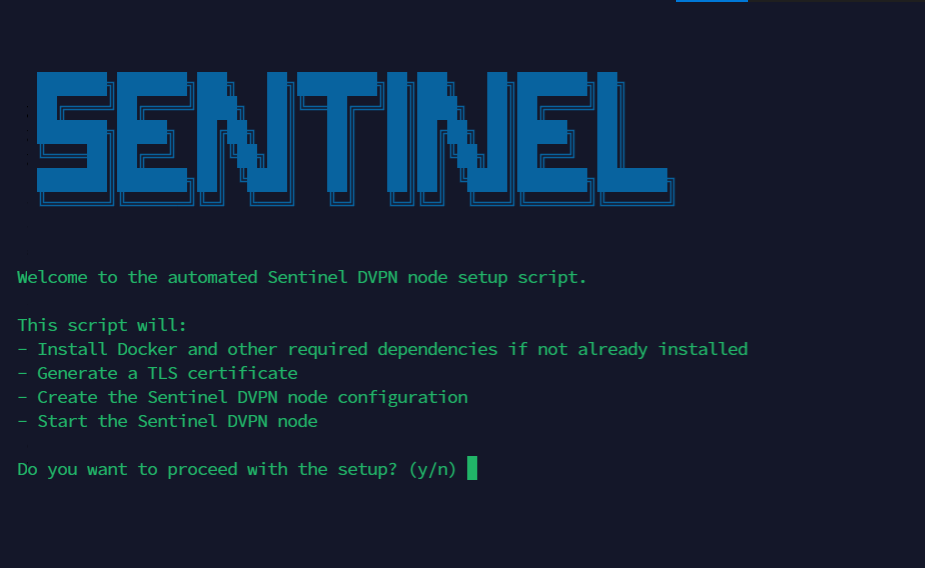 SENTINEL
Welcome to the automated Sentinel DVPN node setup script.
This script will:
- Install Docker and other required dependencies if not already installed
- Generate a TLS certificate
- Create the Sentinel DVPN node configuration
- Start the Sentinel DVPN node
Do you want to proceed with the setup? (y/n)